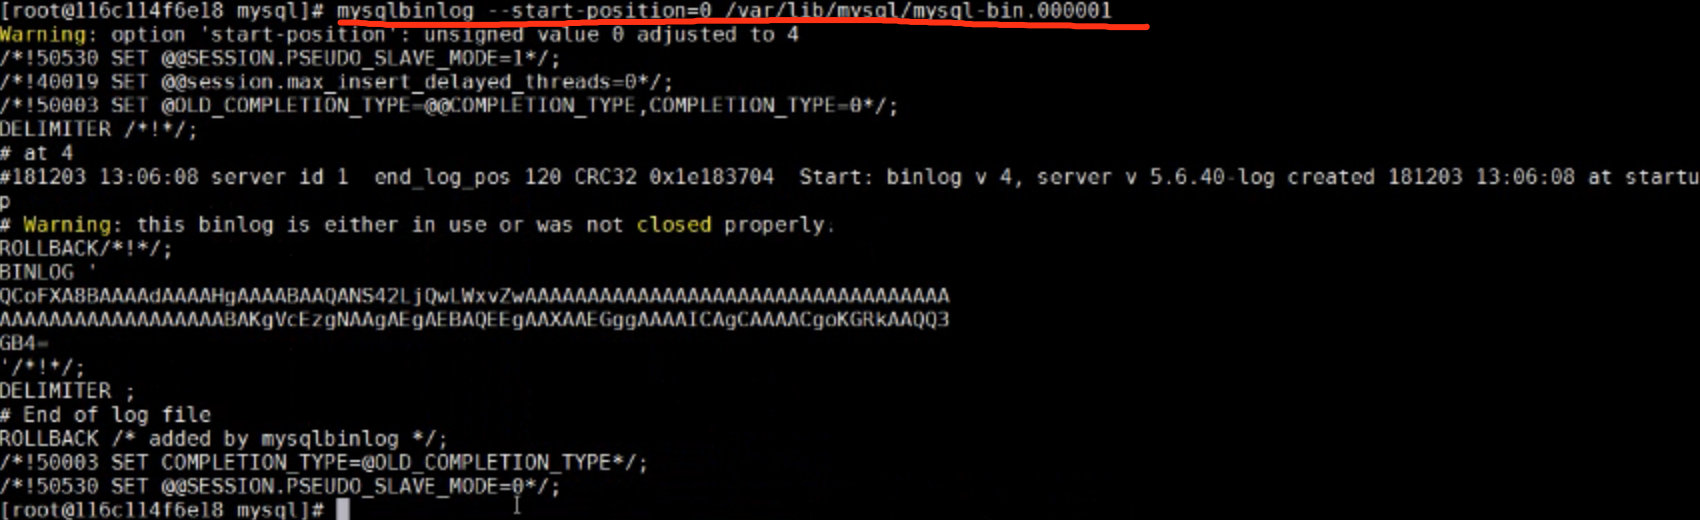 [root@116c114f6e18 mysql]# mysqlbinlog --start-position=0 /var/lib/mysql/mysql-bin.000001
Warning: option 'start-position': unsigned value 0 adjusted to 4
/*!50530 SET @@SESSION.PSEUDO_SLAVE_MODE=1*/;
/*!40019 SET @@session.max_insert_delayed_threads=0*/;
/*!50003 SET @OLD_COMPLETION_TYPE=@@COMPLETION_TYPE,COMPLETION_TYPE=0*/;
DELIMITER /*!*/;
# at 4
#181203 13:06:08 server id 1  end_log_pos 120 CRC32 0x1e183704  Start: binlog v 4, server v 5.6.40-log created 181203 13:06:08 at startu
p
# Warning: this binlog is either in use or was not closed properly.
ROLLBACK/*!*/;
BINLOG '
QCoFXA8BAAAAdAAAAHgAAAABAAQANS42LjQwLWxvZwAAAAAAAAAAAAAAAAAAAAAAAAAAAAAAAAAA
AAAAAAAAAAAAAAAAAABAKgVcEzgNAAgAEgAEBAQEEgAAXAAEGggAAAAICAgCAAAACgoKGRkAAQQ3
GB4=
'/*!*/;
DELIMITER ;
# End of log file
ROLLBACK /* added by mysqlbinlog */;
/*!50003 SET COMPLETION_TYPE=@OLD_COMPLETION_TYPE*/;
/*!50530 SET @@SESSION.PSEUDO_SLAVE_MODE=0*/;
[root@116c114f6e18 mysql]#